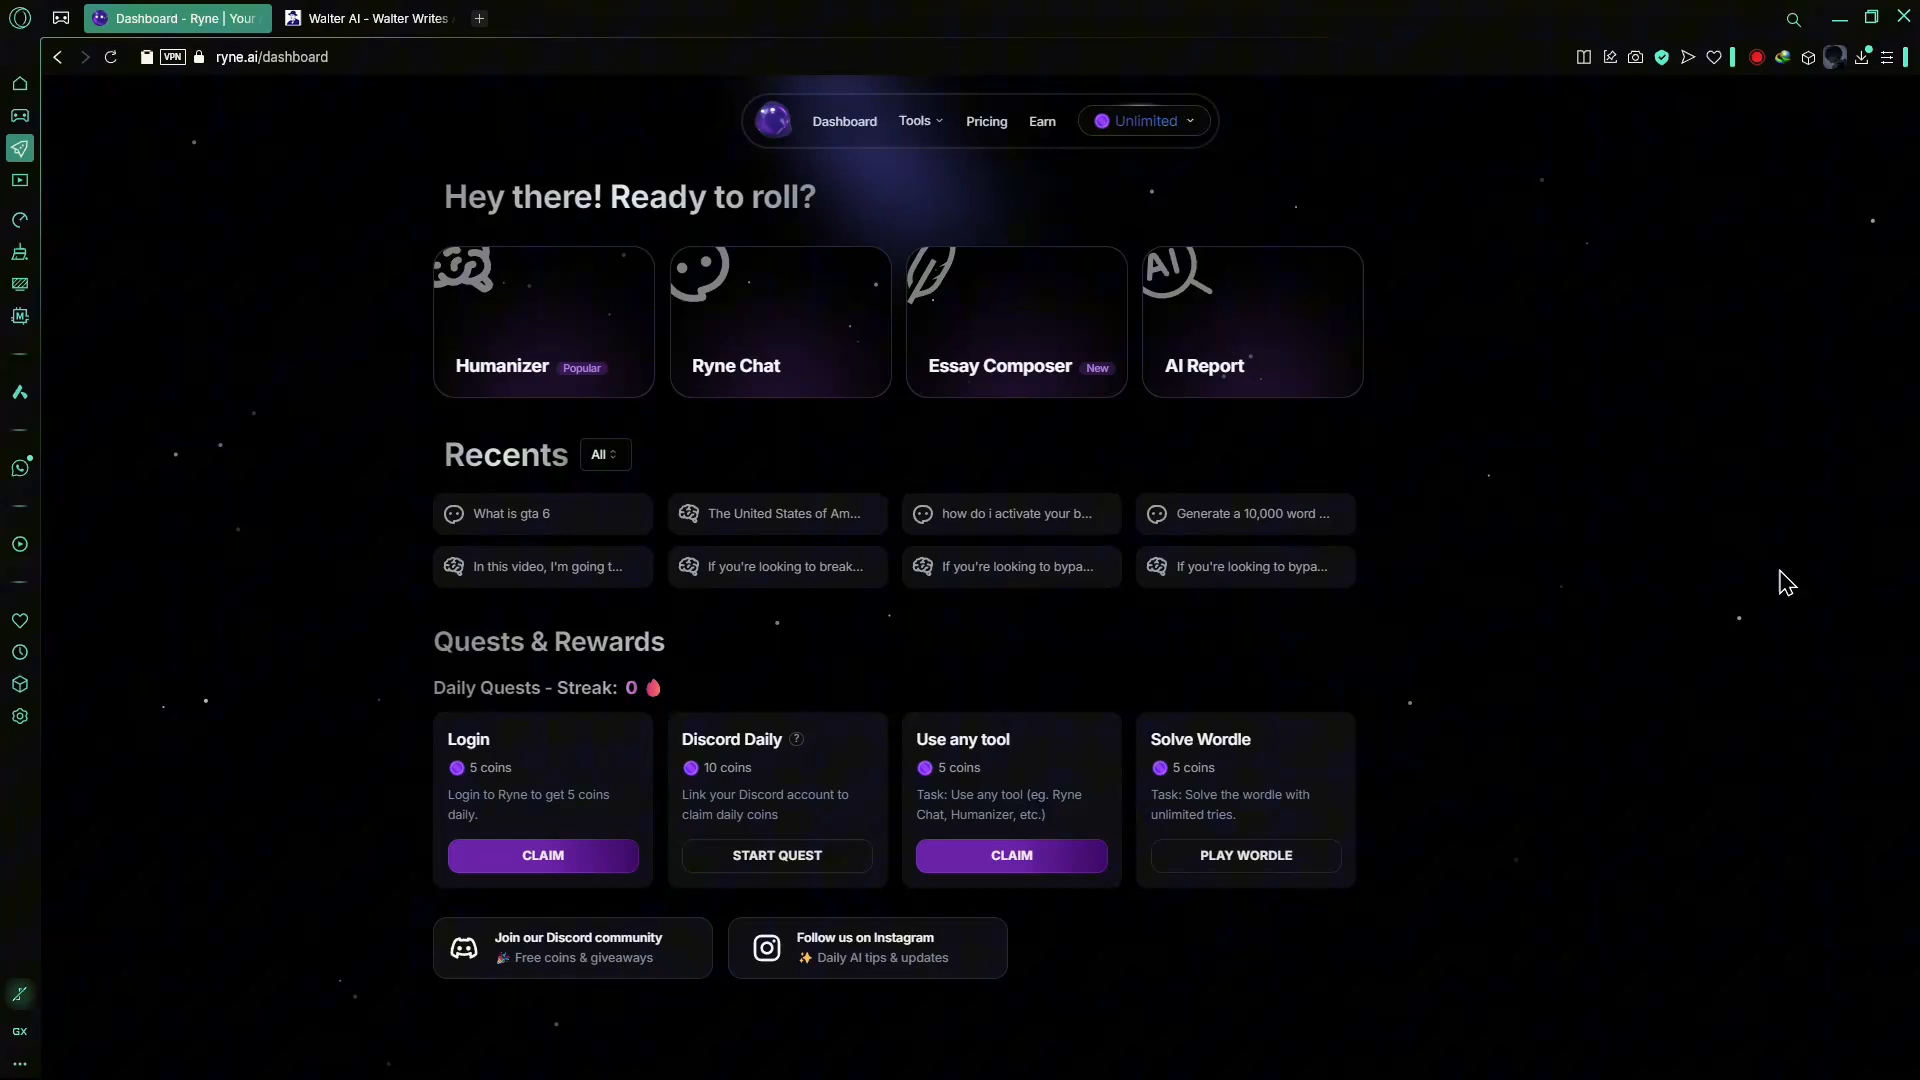 Dashboard - Ryne | Your
Walter AI - Walter Writes
VPN
ryne.ai/dashboard
Dashboard
Tools
Pricing
Earn
Unlimited
Hey there! Ready to roll?
AI
Humanizer Popular
Ryne Chat
Essay Composer New
AI Report
Recents
All
What is gta 6
The United States of Am...
how do i activate your b...
Generate a 10,000 word ...
In this video, I'm going t...
If you're looking to break...
If you're looking to bypa...
If you're looking to bypa...
Quests & Rewards
Daily Quests - Streak: 0
Login
5 coins
Login to Ryne to get 5 coins
daily.
CLAIM
Discord Daily ?
10 coins
Link your Discord account to
claim daily coins
START QUEST
Use any tool
5 coins
Task: Use any tool (eg. Ryne
Chat, Humanizer, etc.)
CLAIM
Solve Wordle
5 coins
Task: Solve the wordle with
unlimited tries.
PLAY WORDLE
Join our Discord community
🎉 Free coins & giveaways
Follow us on Instagram
✨ Daily AI tips & updates
M
GX